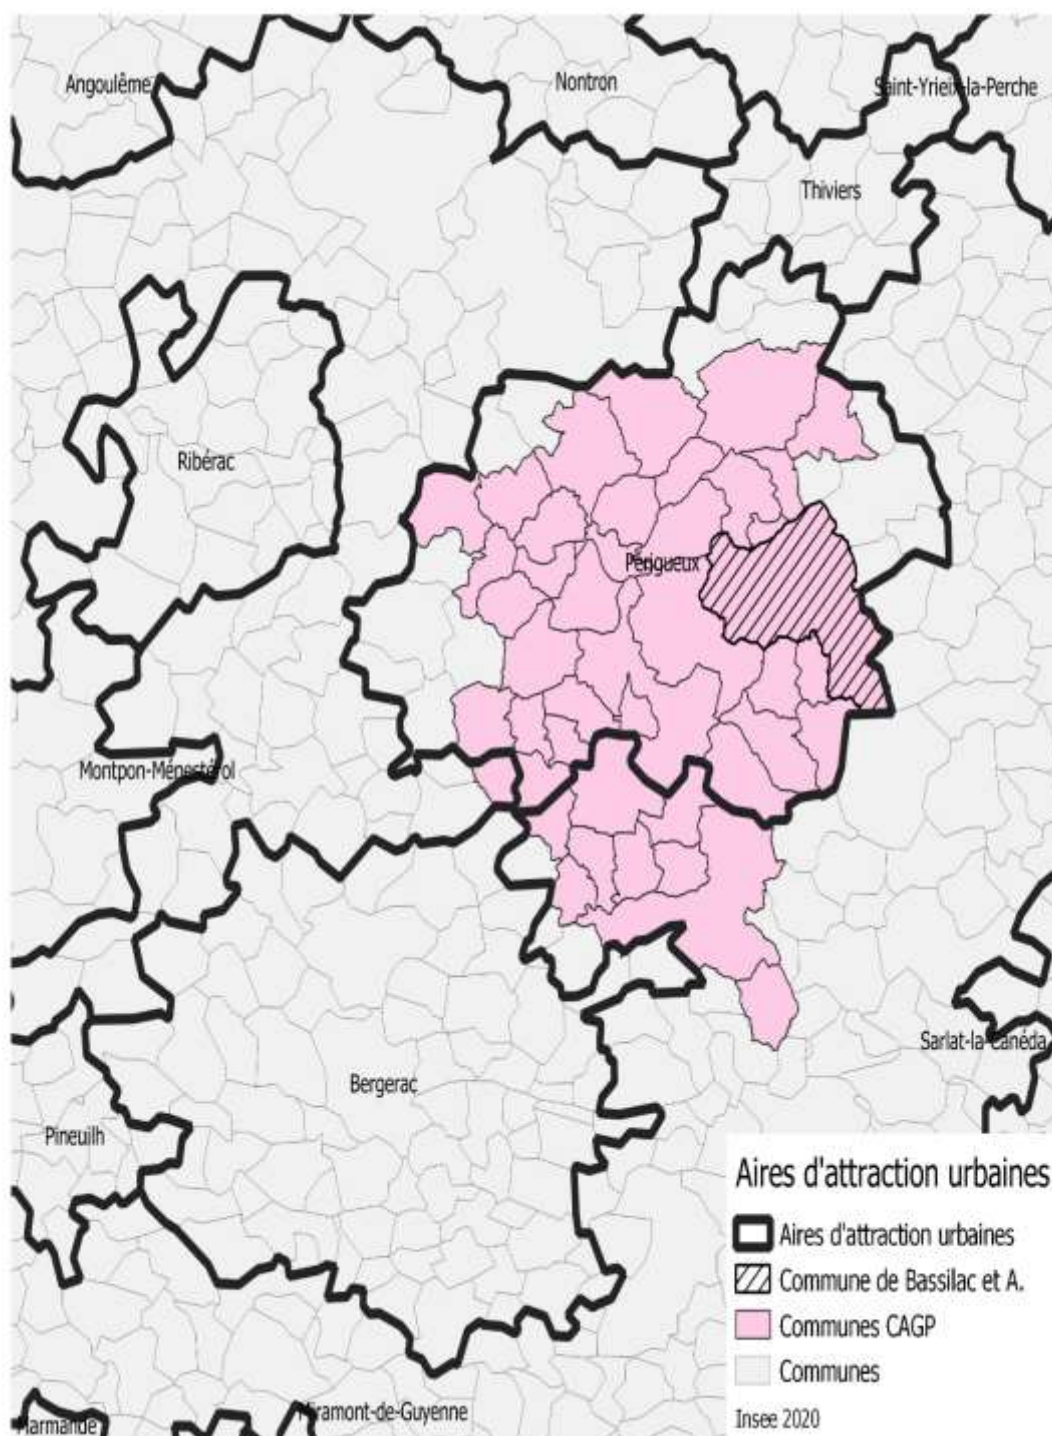 Angoulême
Nontron
Saint-Yrieix-la-Perche
Thiviers
Ribérac
Périgueux
Montpon-Ménestérol
Sarlat-la-Canéda
Bergerac
Pineuilh
Aires d'attraction urbaines
Aires d'attraction urbaines
Commune de Bassilac et A.
Communes CAGP
Communes
Insee 2020
Miramont-de-Guyenne
Marmande